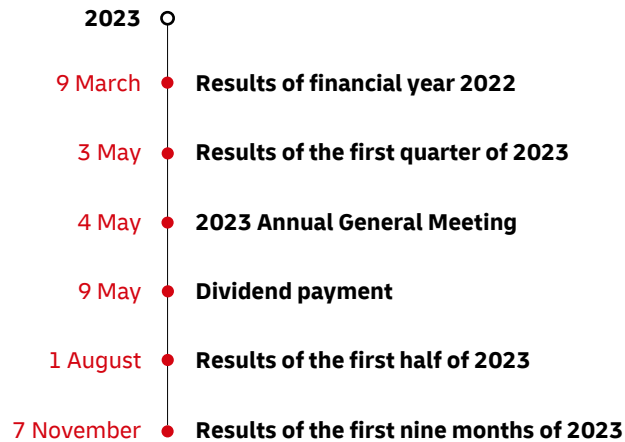 2023
9 March Results of financial year 2022
3 May Results of the first quarter of 2023
4 May 2023 Annual General Meeting
9 May Dividend payment
1 August Results of the first half of 2023
7 November Results of the first nine months of 2023